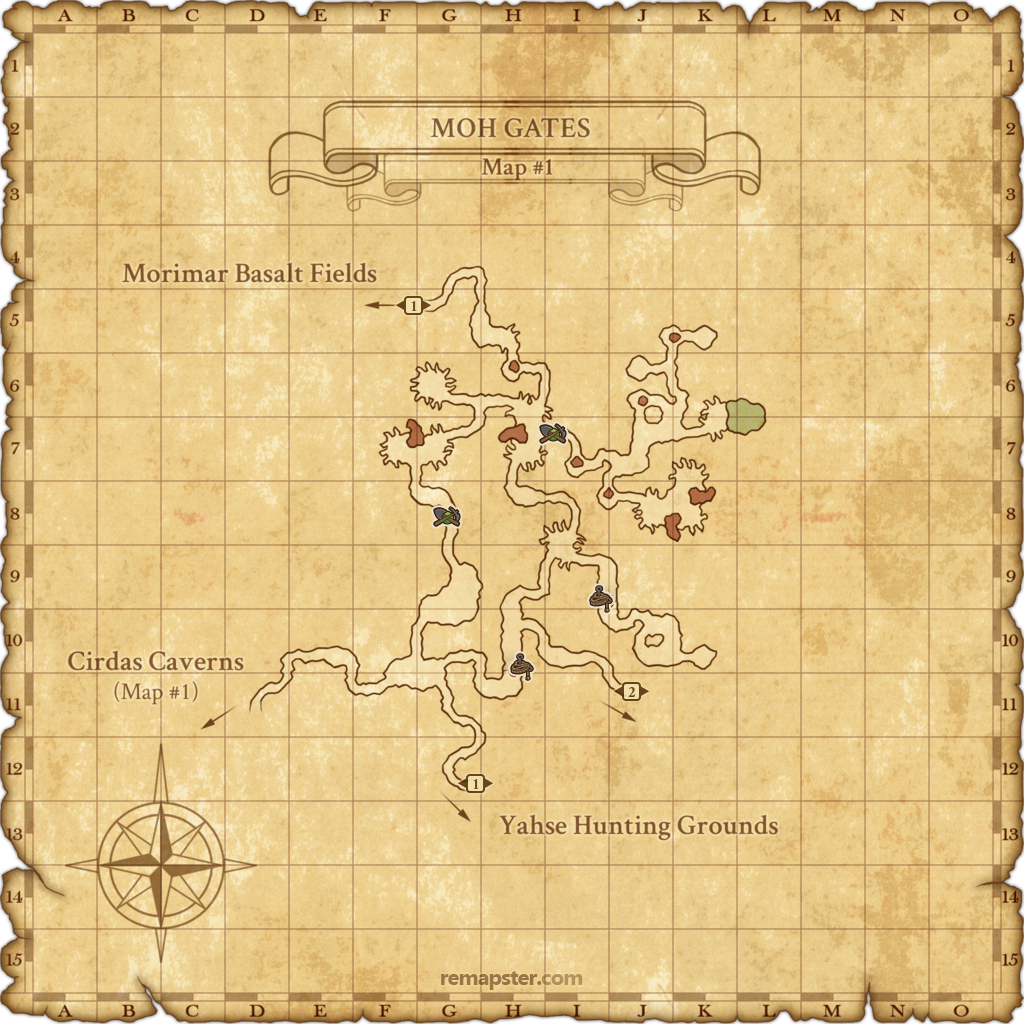 A B C D E F G H I J K L M N O
1 1
MOH GATES
2 2
Map #1
3 3
4 4
Morimar Basalt Fields
1
5 5
6 6
7 7
8 8
9 9
10 10
Cirdas Caverns
(Map #1)
2
11 11
12 12
1
Yahse Hunting Grounds
13 13
14 14
15 15
remapster.com
A B C D E F G H I J K L M N O